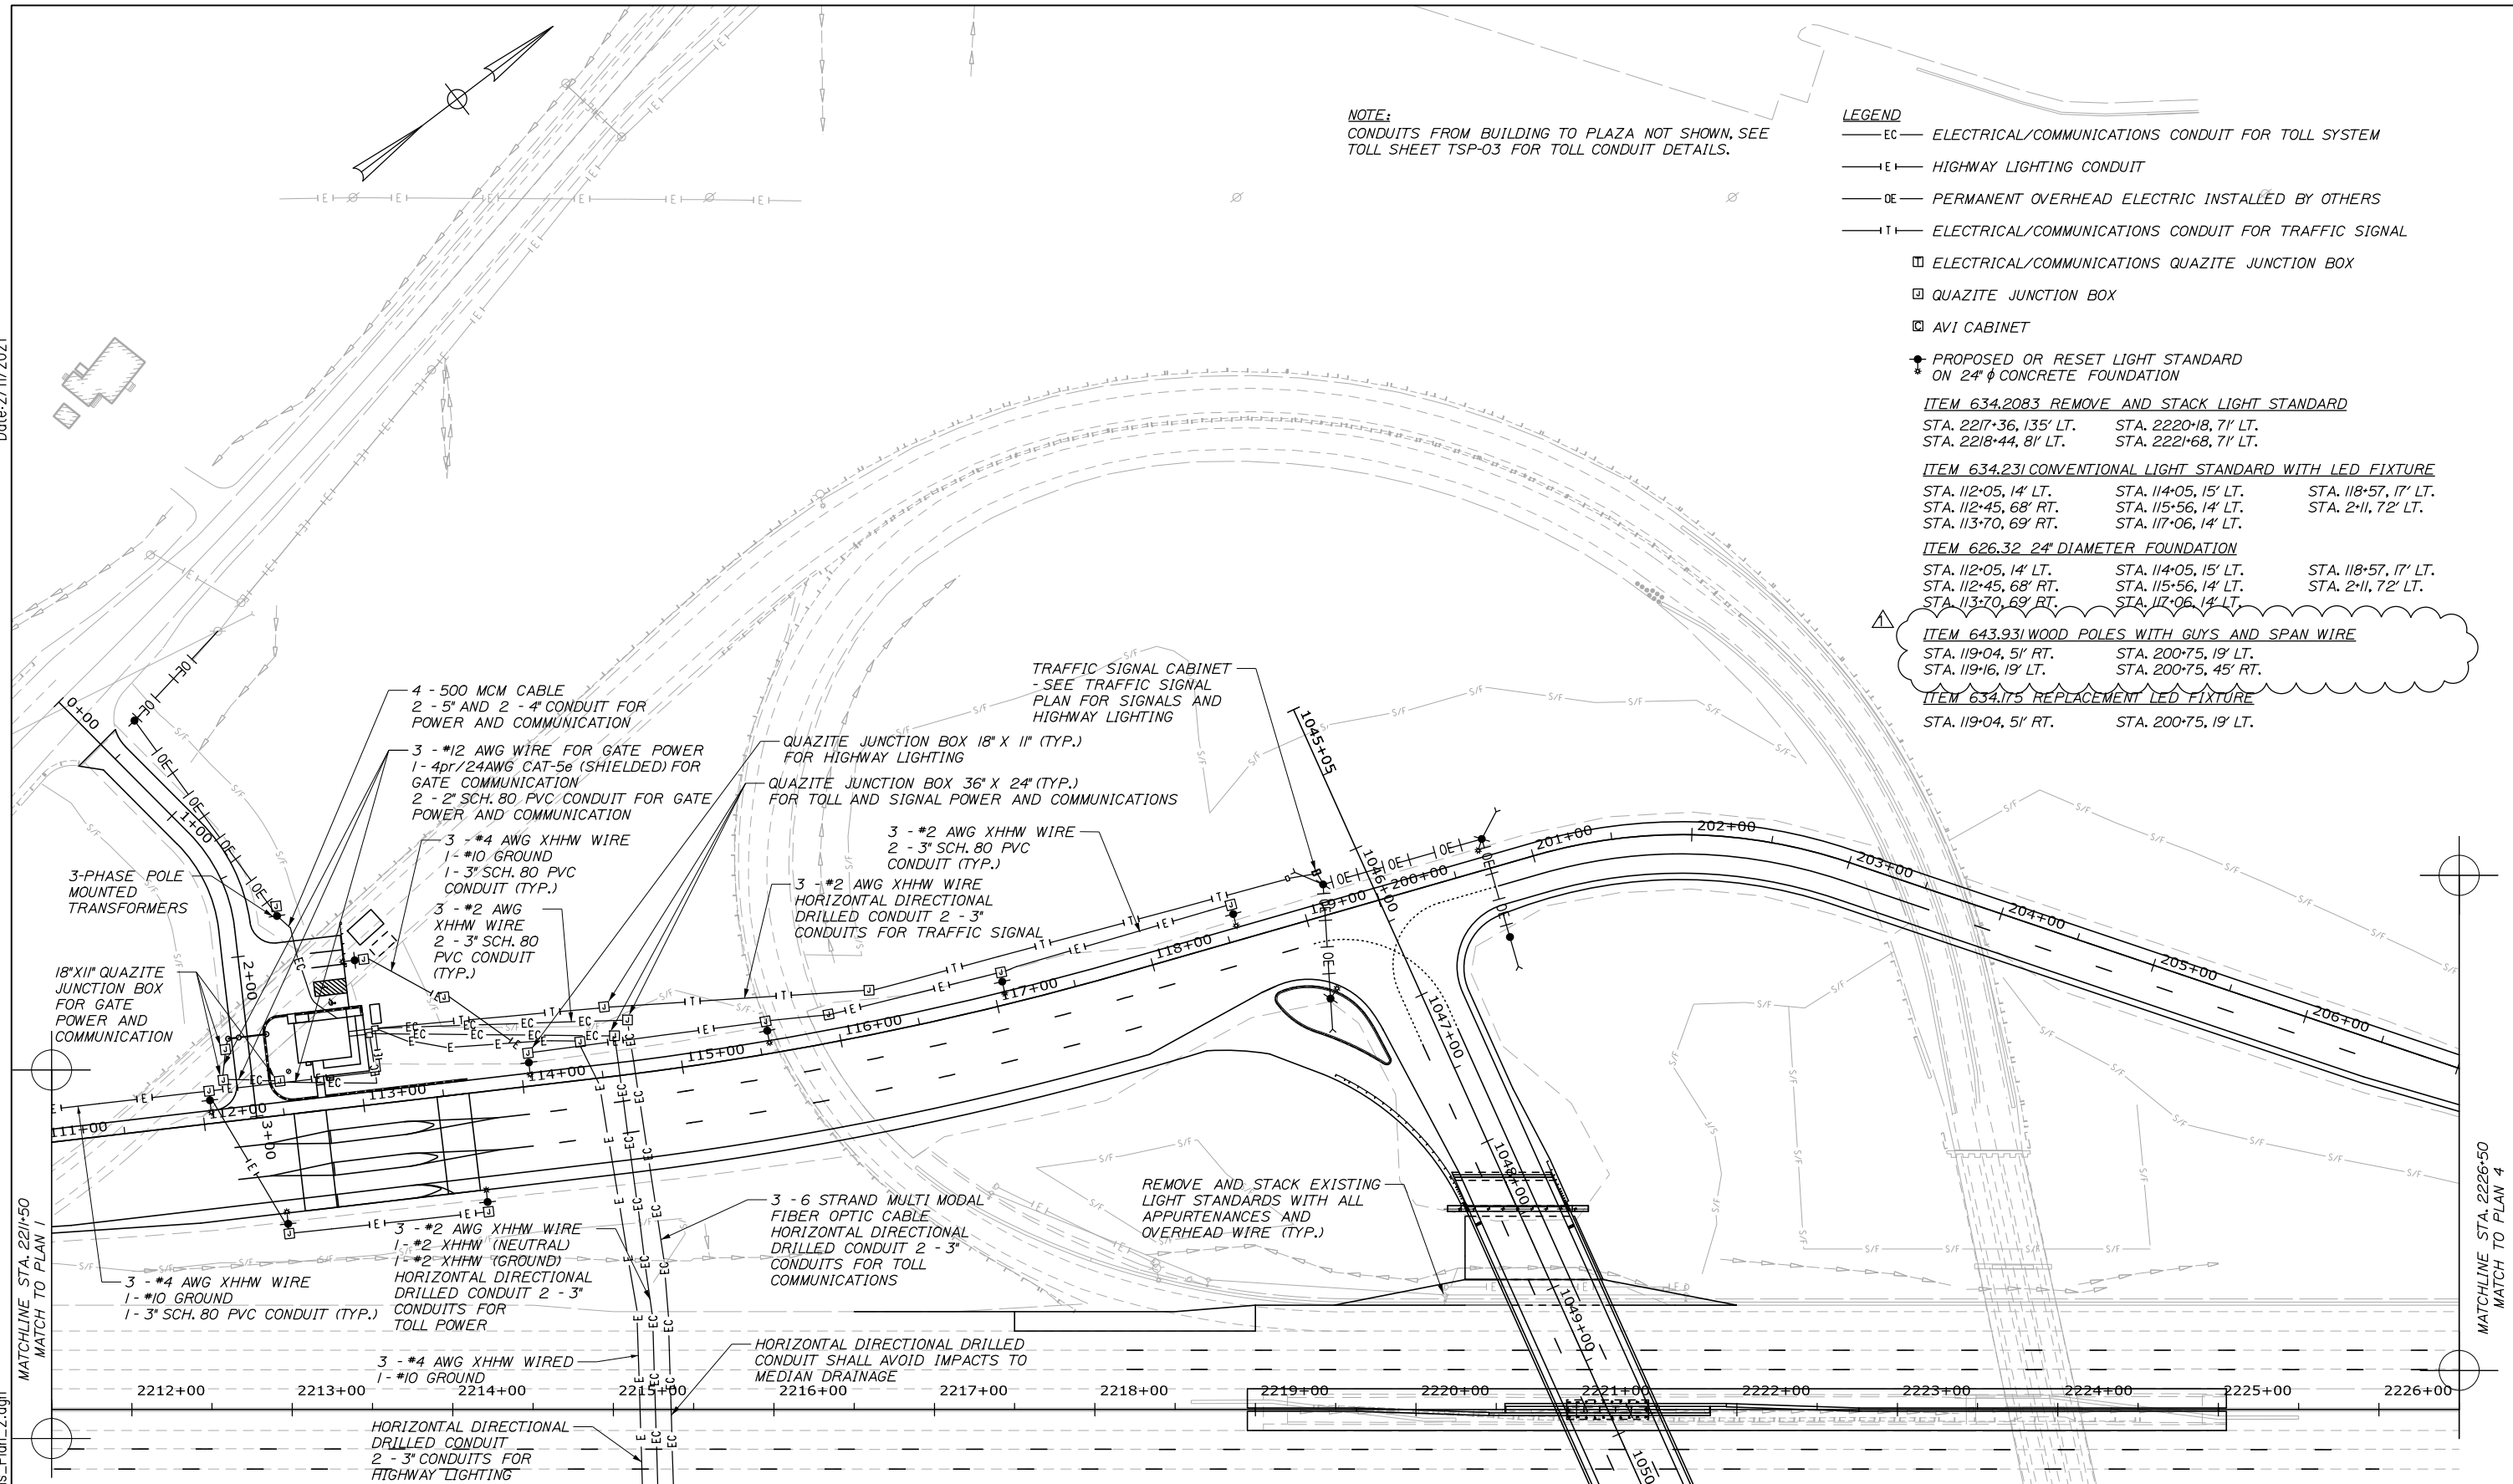 Date:2/11/2021
NOTE:
CONDUITS FROM BUILDING TO PLAZA NOT SHOWN, SEE
TOLL SHEET TSP-03 FOR TOLL CONDUIT DETAILS.
LEGEND
EC ELECTRICAL/COMMUNICATIONS CONDUIT FOR TOLL SYSTEM
E HIGHWAY LIGHTING CONDUIT
OE PERMANENT OVERHEAD ELECTRIC INSTALLED BY OTHERS
T ELECTRICAL/COMMUNICATIONS CONDUIT FOR TRAFFIC SIGNAL
T ELECTRICAL/COMMUNICATIONS QUAZITE JUNCTION BOX
J QUAZITE JUNCTION BOX
C AVI CABINET
PROPOSED OR RESET LIGHT STANDARD
ON 24" ϕ CONCRETE FOUNDATION
ITEM 634.2083 REMOVE AND STACK LIGHT STANDARD
STA. 2217+36, 135' LT. STA. 2220+18, 71' LT.
STA. 2218+44, 81' LT. STA. 2221+68, 71' LT.
ITEM 634.231 CONVENTIONAL LIGHT STANDARD WITH LED FIXTURE
STA. 112+05, 14' LT. STA. 114+05, 15' LT. STA. 118+57, 17' LT.
STA. 112+45, 68' RT. STA. 115+56, 14' LT. STA. 2+11, 72' LT.
STA. 113+70, 69' RT. STA. 117+06, 14' LT.
ITEM 626.32 24" DIAMETER FOUNDATION
STA. 112+05, 14' LT. STA. 114+05, 15' LT. STA. 118+57, 17' LT.
STA. 112+45, 68' RT. STA. 115+56, 14' LT. STA. 2+11, 72' LT.
STA. 113+70, 69' RT. STA. 117+06, 14' LT.
1
ITEM 643.931 WOOD POLES WITH GUYS AND SPAN WIRE
STA. 119+04, 51' RT. STA. 200+75, 19' LT.
STA. 119+16, 19' LT. STA. 200+75, 45' RT.
ITEM 634.175 REPLACEMENT LED FIXTURE
STA. 119+04, 51' RT. STA. 200+75, 19' LT.
4 - 500 MCM CABLE
2 - 5" AND 2 - 4" CONDUIT FOR
POWER AND COMMUNICATION
3 - #12 AWG WIRE FOR GATE POWER
1 - 4pr/24AWG CAT-5e (SHIELDED) FOR
GATE COMMUNICATION
2 - 2" SCH. 80 PVC CONDUIT FOR GATE
POWER AND COMMUNICATION
3 - #4 AWG XHHW WIRE
1 - #10 GROUND
1 - 3" SCH. 80 PVC
CONDUIT (TYP.)
3 - #2 AWG
XHHW WIRE
2 - 3" SCH. 80
PVC CONDUIT
(TYP.)
TRAFFIC SIGNAL CABINET
- SEE TRAFFIC SIGNAL
PLAN FOR SIGNALS AND
HIGHWAY LIGHTING
QUAZITE JUNCTION BOX 18" X 11" (TYP.)
FOR HIGHWAY LIGHTING
QUAZITE JUNCTION BOX 36" X 24" (TYP.)
FOR TOLL AND SIGNAL POWER AND COMMUNICATIONS
3 - #2 AWG XHHW WIRE
2 - 3" SCH. 80 PVC
CONDUIT (TYP.)
3 - #2 AWG XHHW WIRE
HORIZONTAL DIRECTIONAL
DRILLED CONDUIT 2 - 3"
CONDUITS FOR TRAFFIC SIGNAL
3-PHASE POLE
MOUNTED
TRANSFORMERS
18"X11" QUAZITE
JUNCTION BOX
FOR GATE
POWER AND
COMMUNICATION
0+00
1+00
2+00
3+00
111+00
112+00
113+00
114+00
115+00
116+00
117+00
118+00
119+00
200+00
201+00
202+00
203+00
204+00
205+00
206+00
1045+05
1046+00
1047+00
1048+00
1049+00
1050
3 - #4 AWG XHHW WIRE
1 - #10 GROUND
1 - 3" SCH. 80 PVC CONDUIT (TYP.)
3 - #2 AWG XHHW WIRE
1 - #2 XHHW (NEUTRAL)
1 - #2 XHHW (GROUND)
HORIZONTAL DIRECTIONAL
DRILLED CONDUIT 2 - 3"
CONDUITS FOR
TOLL POWER
3 - 6 STRAND MULTI MODAL
FIBER OPTIC CABLE
HORIZONTAL DIRECTIONAL
DRILLED CONDUIT 2 - 3"
CONDUITS FOR TOLL
COMMUNICATIONS
REMOVE AND STACK EXISTING
LIGHT STANDARDS WITH ALL
APPURTENANCES AND
OVERHEAD WIRE (TYP.)
3 - #4 AWG XHHW WIRED
1 - #10 GROUND
HORIZONTAL DIRECTIONAL DRILLED
CONDUIT SHALL AVOID IMPACTS TO
MEDIAN DRAINAGE
2212+00 2213+00 2214+00 2215+00 2216+00 2217+00 2218+00 2219+00 2220+00 2221+00 2222+00 2223+00 2224+00 2225+00 2226+00
HORIZONTAL DIRECTIONAL
DRILLED CONDUIT
2 - 3" CONDUITS FOR
HIGHWAY LIGHTING
MATCHLINE STA. 2211+50
MATCH TO PLAN 1
MATCHLINE STA. 2226+50
MATCH TO PLAN 4